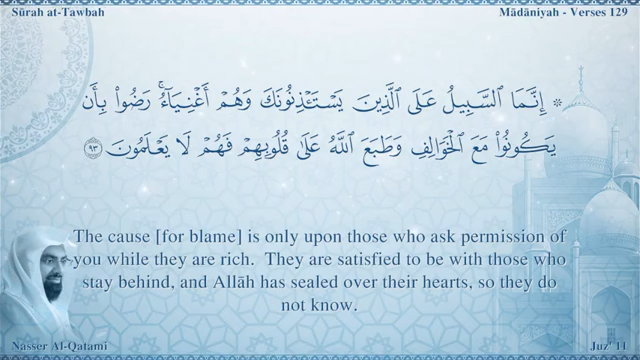 Sūrah at-Tawbah
Mādāniyah - Verses 129
۞ إِنَّمَا ٱلسَّبِيلُ عَلَى ٱلَّذِينَ يَسْتَـْٔذِنُونَكَ وَهُمْ أَغْنِيَآءُ ۚ رَضُوا۟ بِأَن
يَكُونُوا۟ مَعَ ٱلْخَوَالِفِ وَطَبَعَ ٱللَّهُ عَلَىٰ قُلُوبِهِمْ فَهُمْ لَا يَعْلَمُونَ ٩٣
The cause [for blame] is only upon those who ask permission of
you while they are rich. They are satisfied to be with those who
stay behind, and Allāh has sealed over their hearts, so they do
not know.
Nasser Al-Qatami
Juz' 11